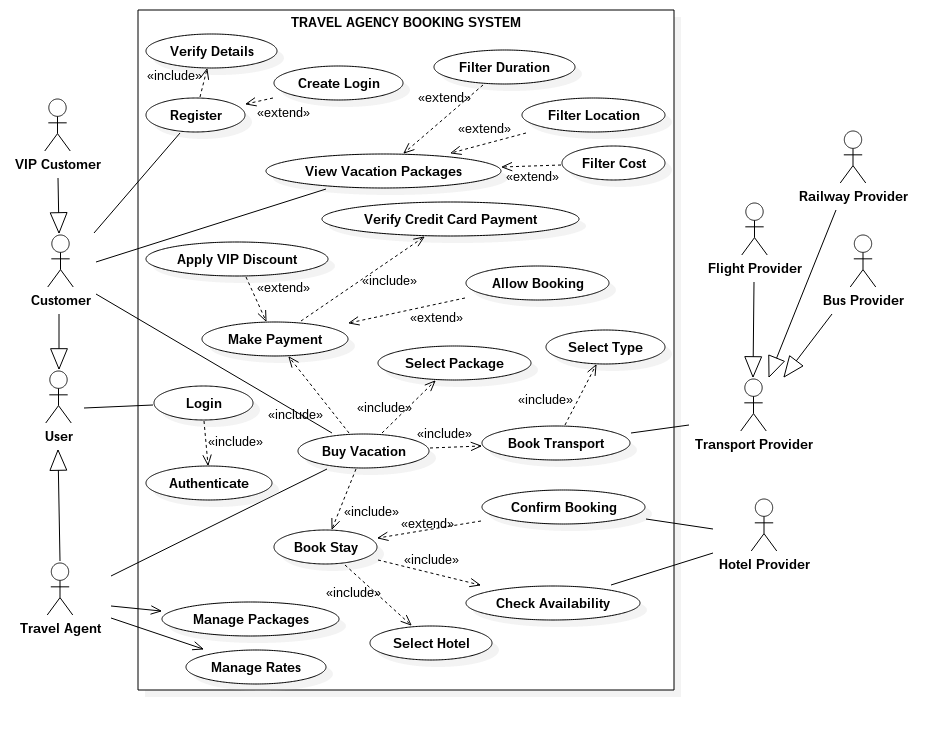 TRAVEL AGENCY BOOKING SYSTEM
Verify Details
«include»
Create Login
«extend»
Register
Filter Duration
«extend»
Filter Location
«extend»
Filter Cost
«extend»
View Vacation Packages
VIP Customer
Railway Provider
Verify Credit Card Payment
Apply VIP Discount
«extend»
«include»
Allow Booking
«extend»
Flight Provider
Bus Provider
Customer
Make Payment
Select Package
Select Type
Login
«include»
«include»
«include»
«include»
«include»
User
Buy Vacation
Book Transport
Transport Provider
Authenticate
«include»
«extend»
Confirm Booking
Book Stay
«include»
Hotel Provider
«include»
Check Availability
Travel Agent
Manage Packages
Select Hotel
Manage Rates